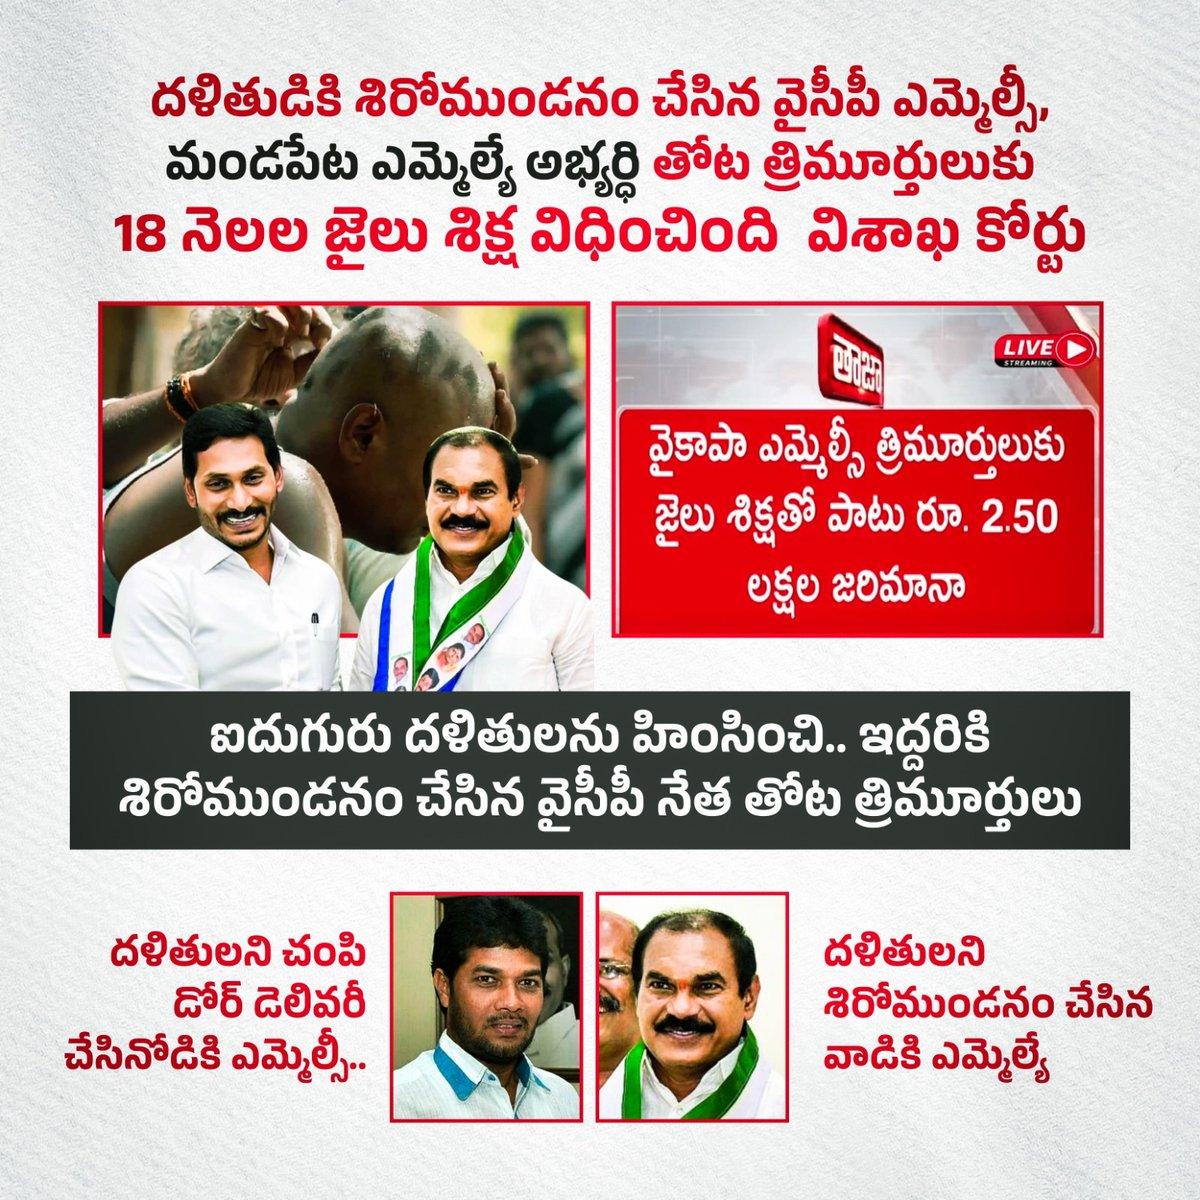 దళితుడికి శిరోముండనం చేసిన వైసీపీ ఎమ్మెల్సీ,
మండపేట ఎమ్మెల్యే అభ్యర్ధి తోట త్రిమూర్తులుకు
18 నెలల జైలు శిక్ష విధించింది విశాఖ కోర్టు
తాజా
LIVE
STREAMING
వైకాపా ఎమ్మెల్సీ త్రిమూర్తులుకు
జైలు శిక్షతో పాటు రూ. 2.50
లక్షల జరిమానా
ఐదుగురు దళితులను హింసించి.. ఇద్దరికి
శిరోముండనం చేసిన వైసీపీ నేత తోట త్రిమూర్తులు
దళితులని చంపి
డోర్ డెలివరీ
చేసినోడికి ఎమ్మెల్సీ..
దళితులని
శిరోముండనం చేసిన
వాడికి ఎమ్మెల్యే